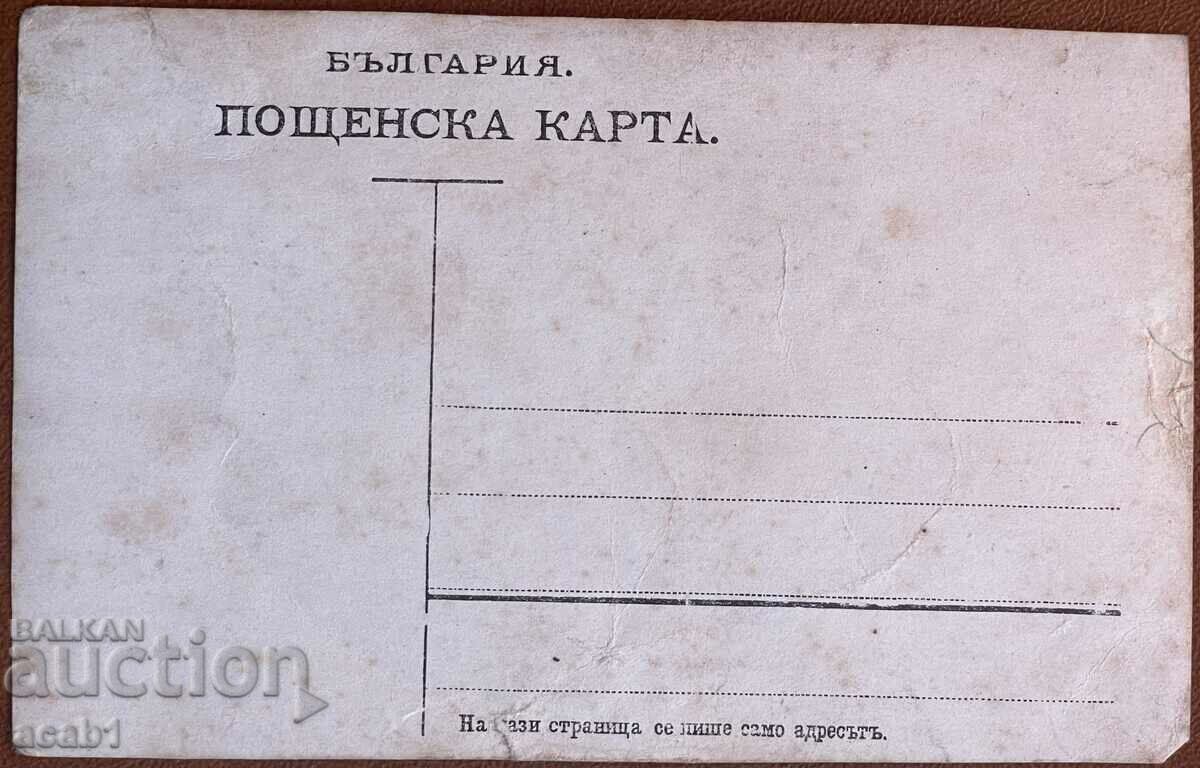 БЪЛГАРИЯ.
ПОЩЕНСКА КАРТА.
На тази страница се пише само адресътъ.
BALKAN
auction
acab1